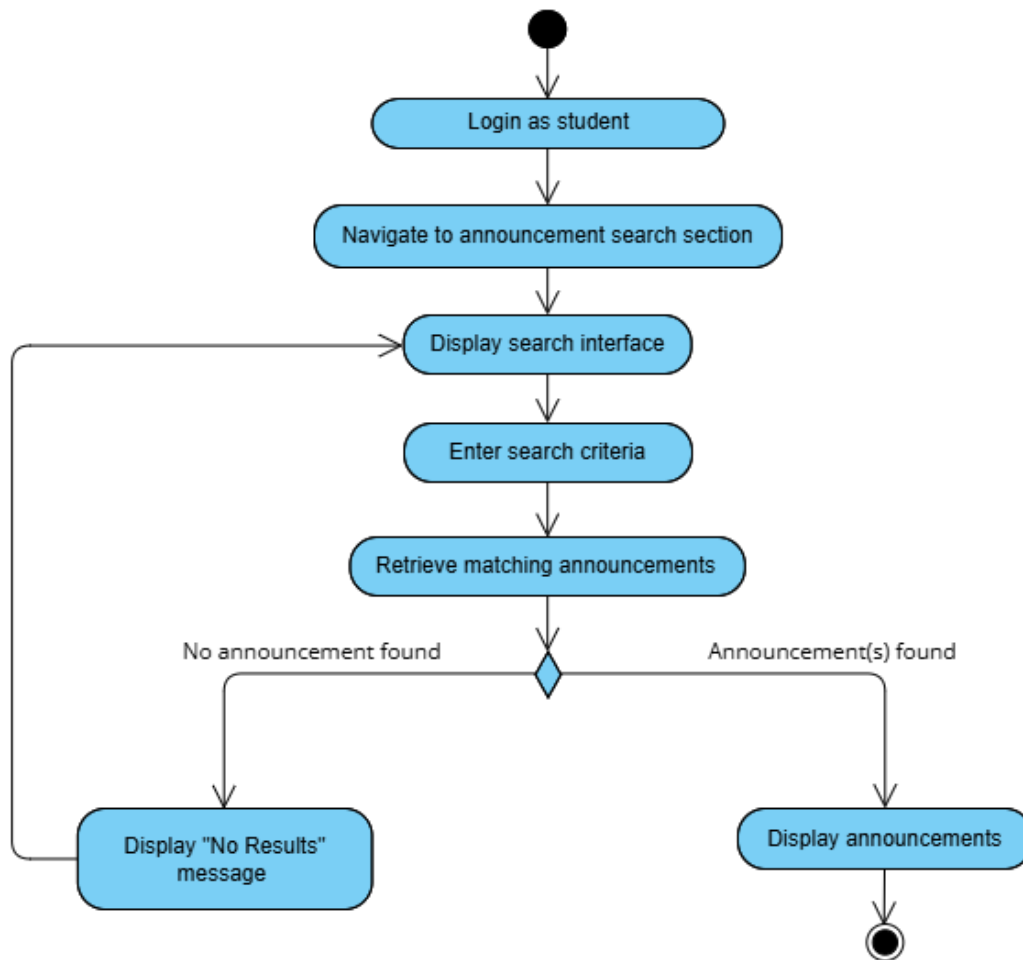 Login as student
Navigate to announcement search section
Display search interface
Enter search criteria
Retrieve matching announcements
No announcement found
Announcement(s) found
Display "No Results"
message
Display announcements